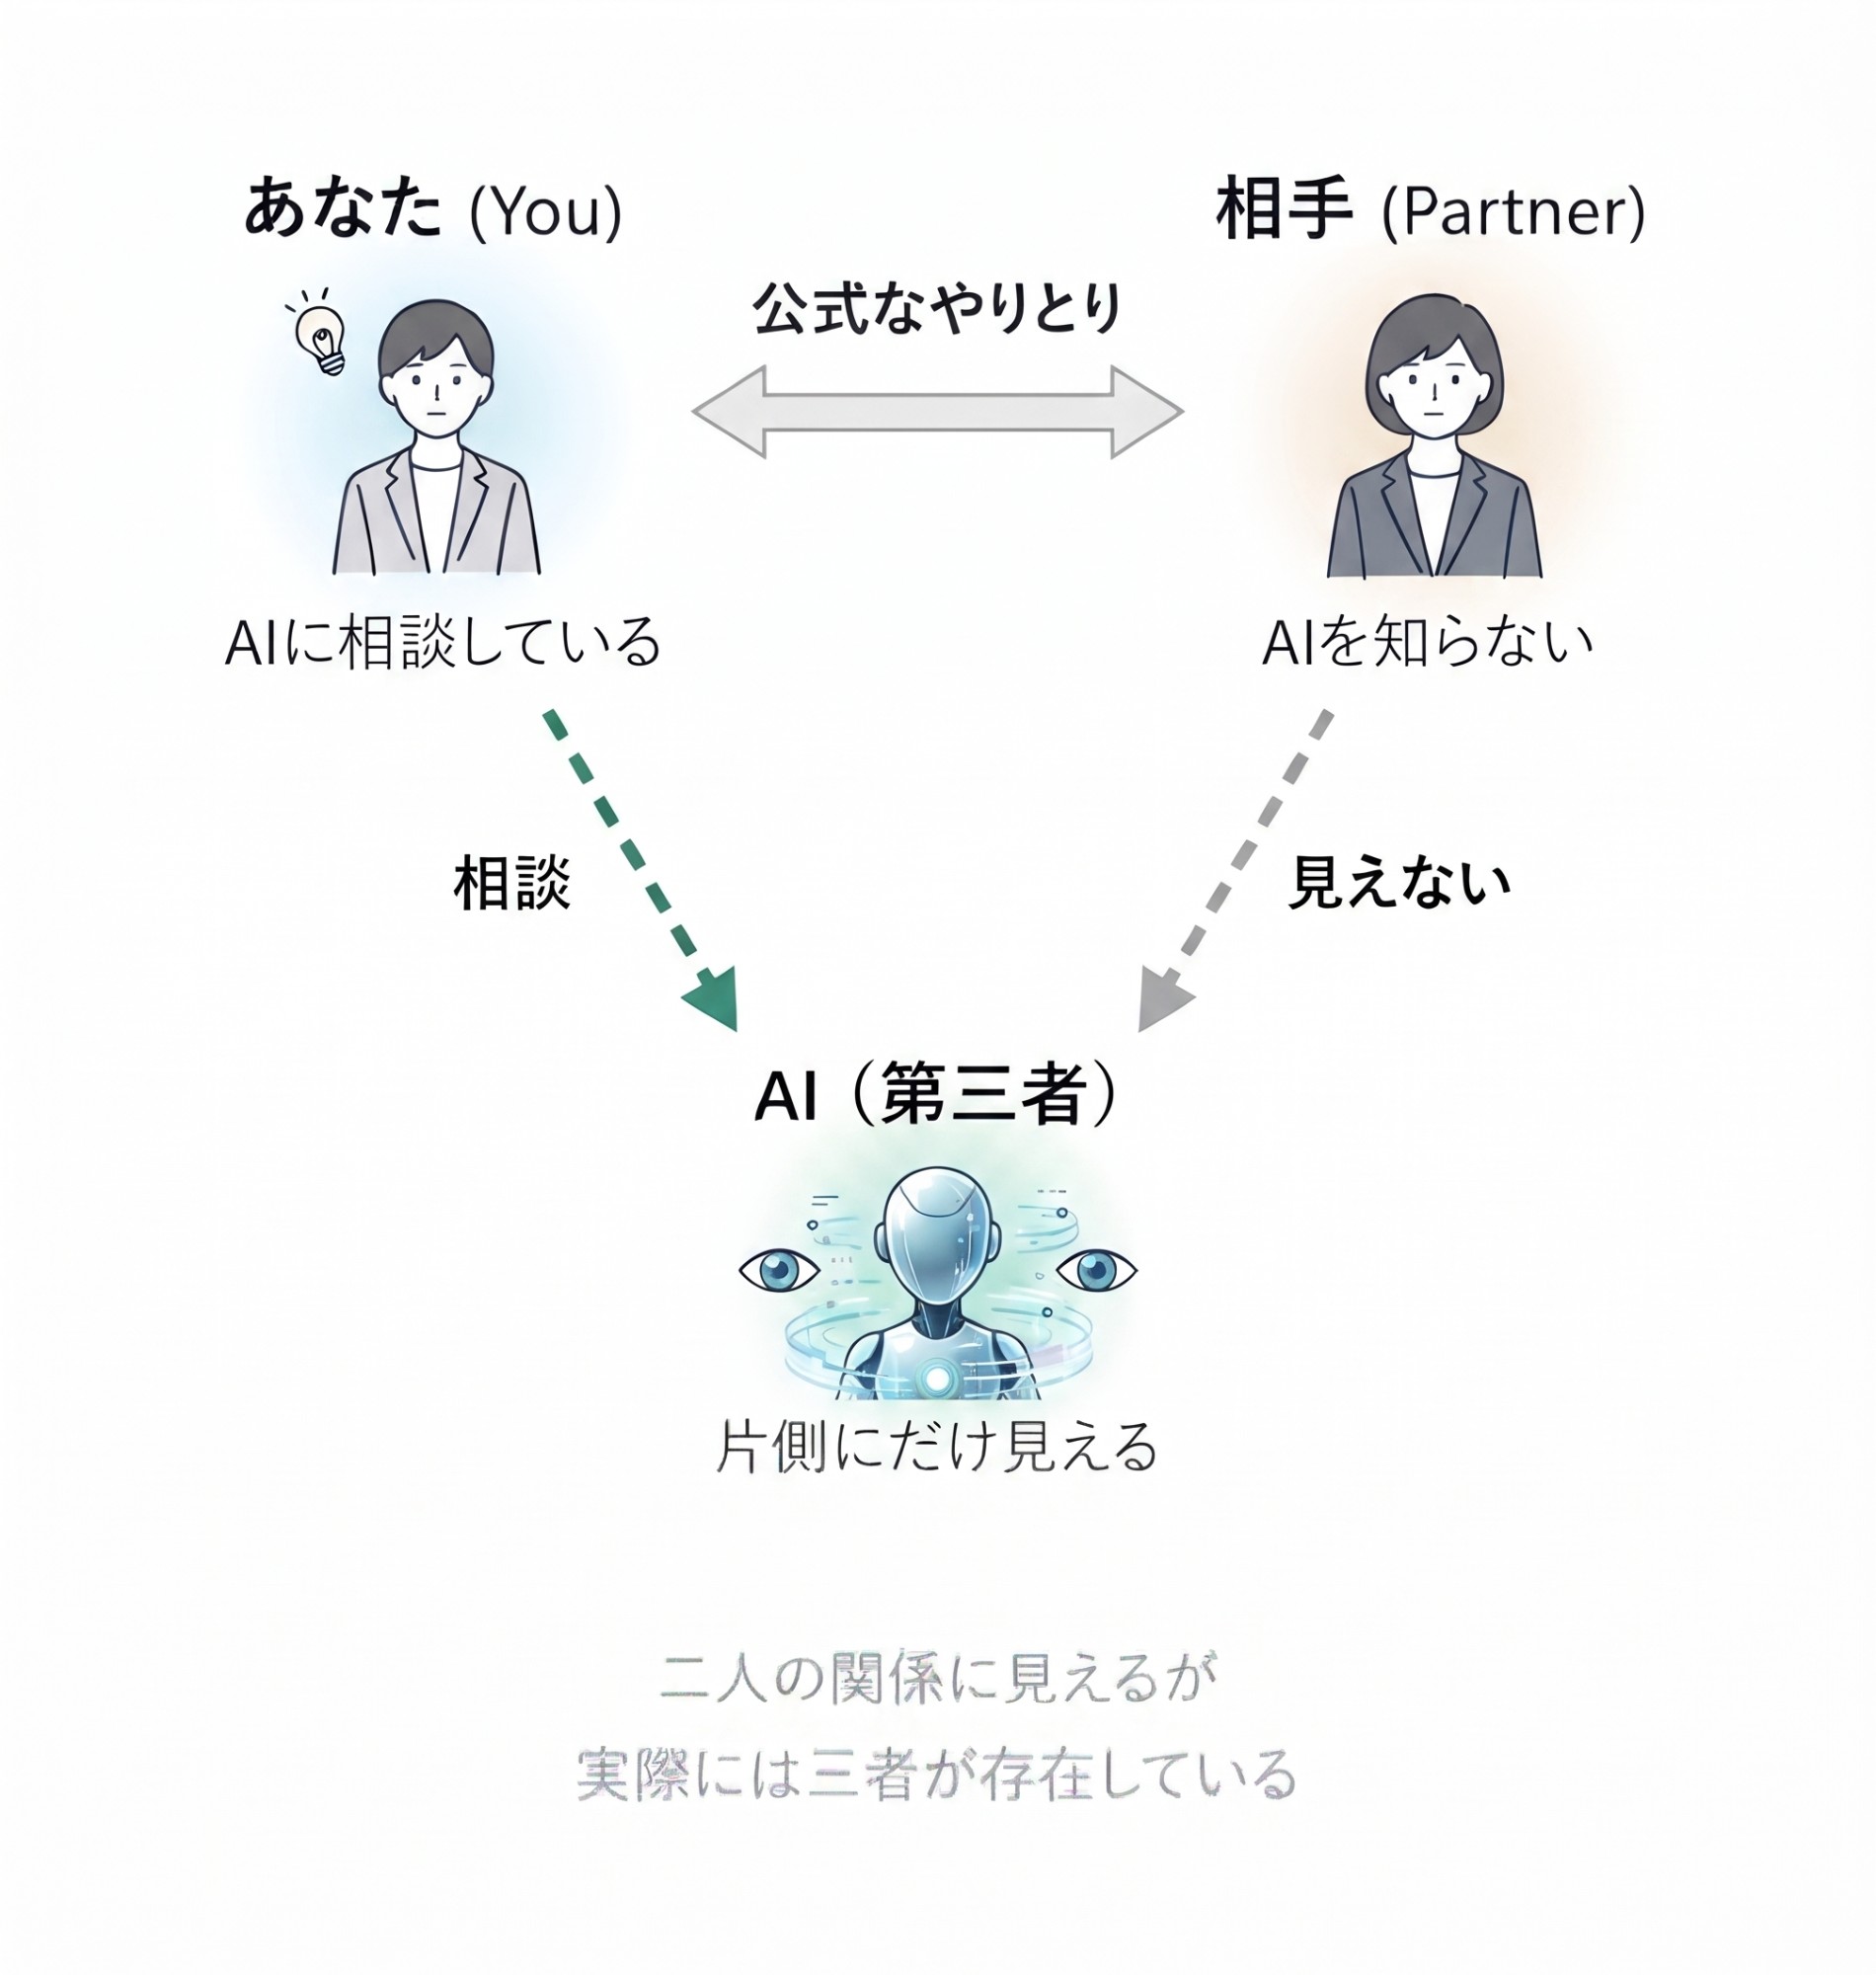 あなた (You)
相手 (Partner)
公式なやりとり
AIに相談している
AIを知らない
相談
見えない
AI（第三者）
片側にだけ見える
二人の関係に見えるが
実際には三者が存在している